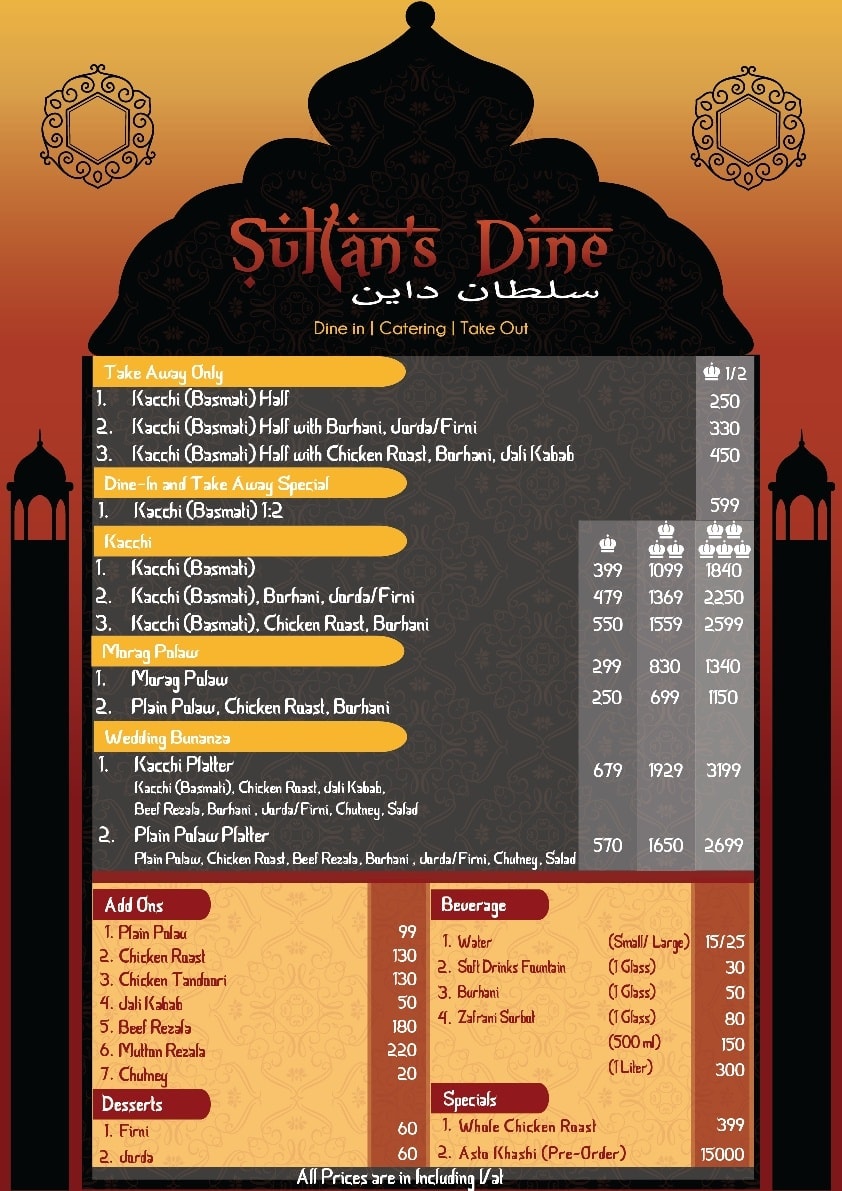 Sultan's Dine
سلطان داين
Dine in | Catering | Take Out
Take Away Only 1/2
1. Kacchi (Basmati) Half 250
2. Kacchi (Basmati) Half with Borhani, Jorda/Firni 330
3. Kacchi (Basmati) Half with Chicken Roast, Borhani, Jali Kabab 450
Dine-In and Take Away Special
1. Kacchi (Basmati) 1:2 599
Kacchi
1. Kacchi (Basmati) 399 1099 1840
2. Kacchi (Basmati), Borhani, Jorda/Firni 479 1369 2250
3. Kacchi (Basmati), Chicken Roast, Borhani 550 1559 2599
Morag Polaw
1. Morag Polaw 299 830 1340
2. Plain Polaw, Chicken Roast, Borhani 250 699 1150
Wedding Bunanza
1. Kacchi Platter 679 1929 3199
Kacchi (Basmati), Chicken Roast, Jali Kabab,
Beef Rezala, Borhani , Jorda/Firni, Chutney, Salad
2. Plain Polaw Platter 570 1650 2699
Plain Polaw, Chicken Roast, Beef Rezala, Borhani , Jorda/Firni, Chutney, Salad
Add Ons
1. Plain Polau 99
2. Chicken Roast 130
3. Chicken Tandoori 130
4. Jali Kabab 50
5. Beef Rezala 180
6. Mutton Rezala 220
7. Chutney 20
Desserts
1. Firni 60
2. Jorda 60
Beverage
1. Water (Small/ Large) 15/25
2. Soft Drinks Fountain (1 Glass) 30
3. Burhani (1 Glass) 50
4. Zafrani Sorbot (1 Glass) 80
(500 ml) 150
(1 Liter) 300
Specials
1. Whole Chicken Roast 399
2. Asto Khashi (Pre-Order) 15000
All Prices are in Including Vat